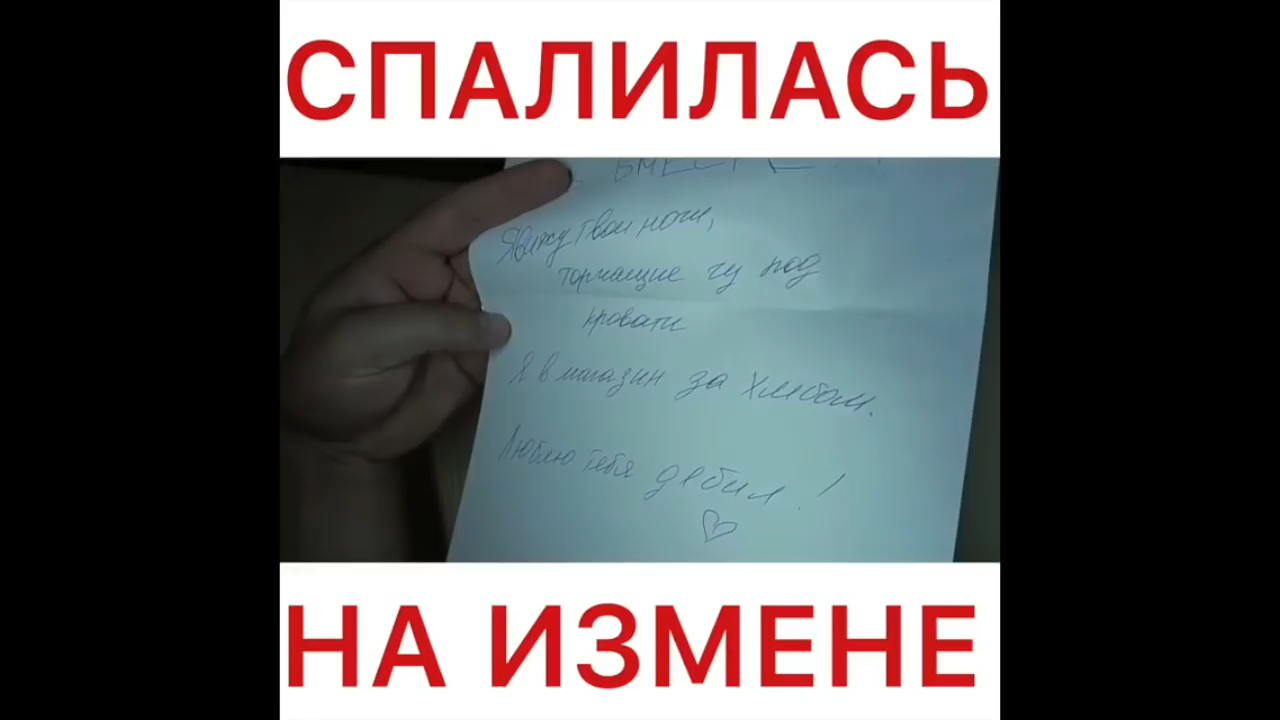 СПАЛИЛАСЬ
Я вижу твои ноги,
торчащие из под
кровати
Я в магазин за хлебом.
Люблю тебя дебил!
НА ИЗМЕНЕ